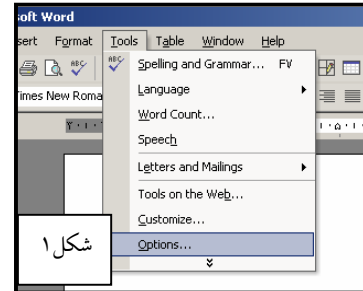 soft Word
sert Format Tools Table Window Help
Spelling and Grammar... F۷
Times New Roma
Language
Word Count...
Speech
Letters and Mailings
Tools on the Web...
Customize...
Options...
شکل۱